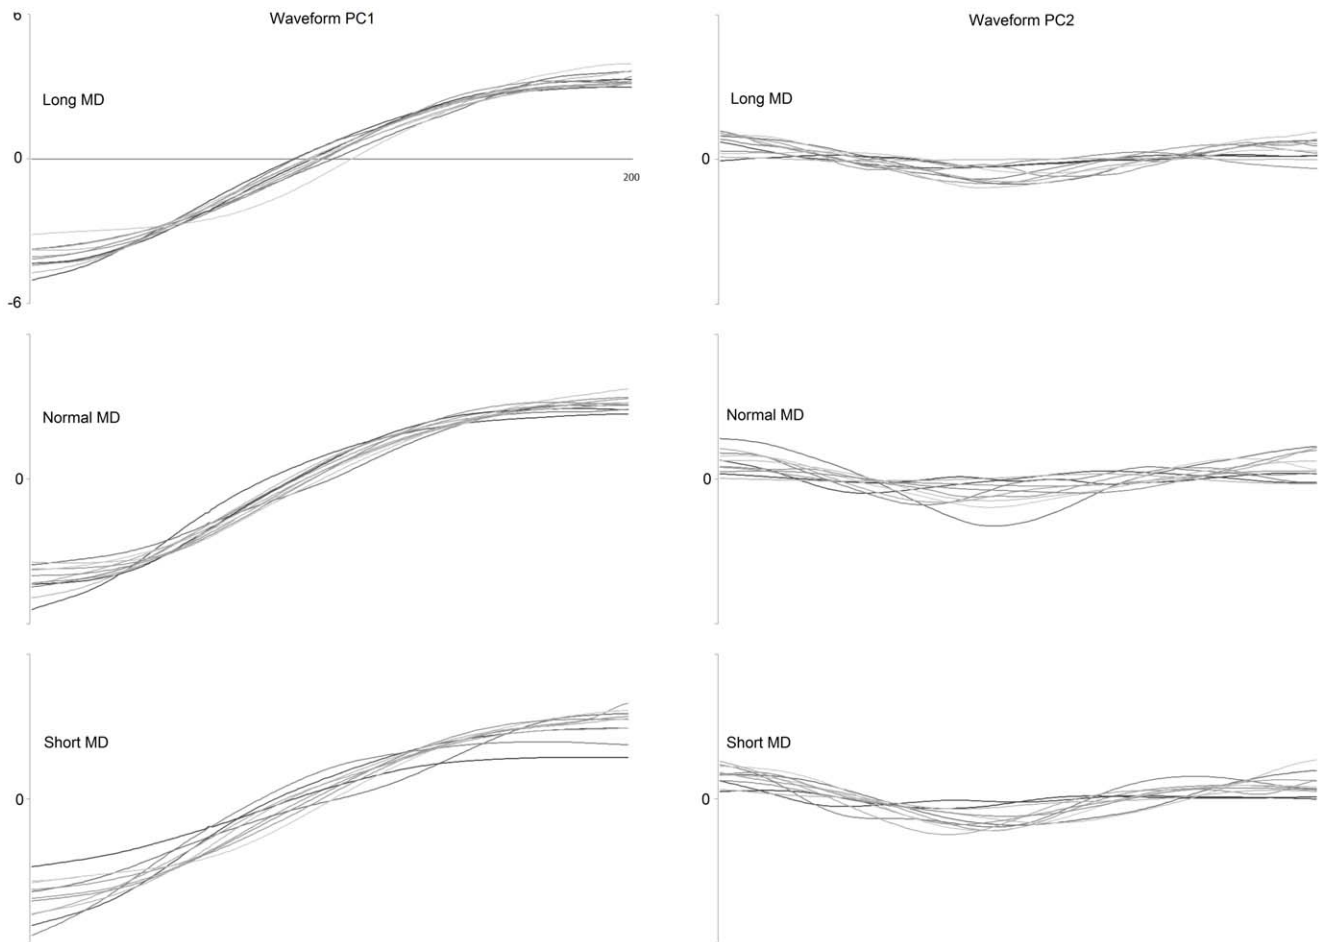 Waveform PC1
Waveform PC2
6
Long MD
Long MD
0
0
200
-6
Normal MD
Normal MD
0
0
Short MD
Short MD
0
0